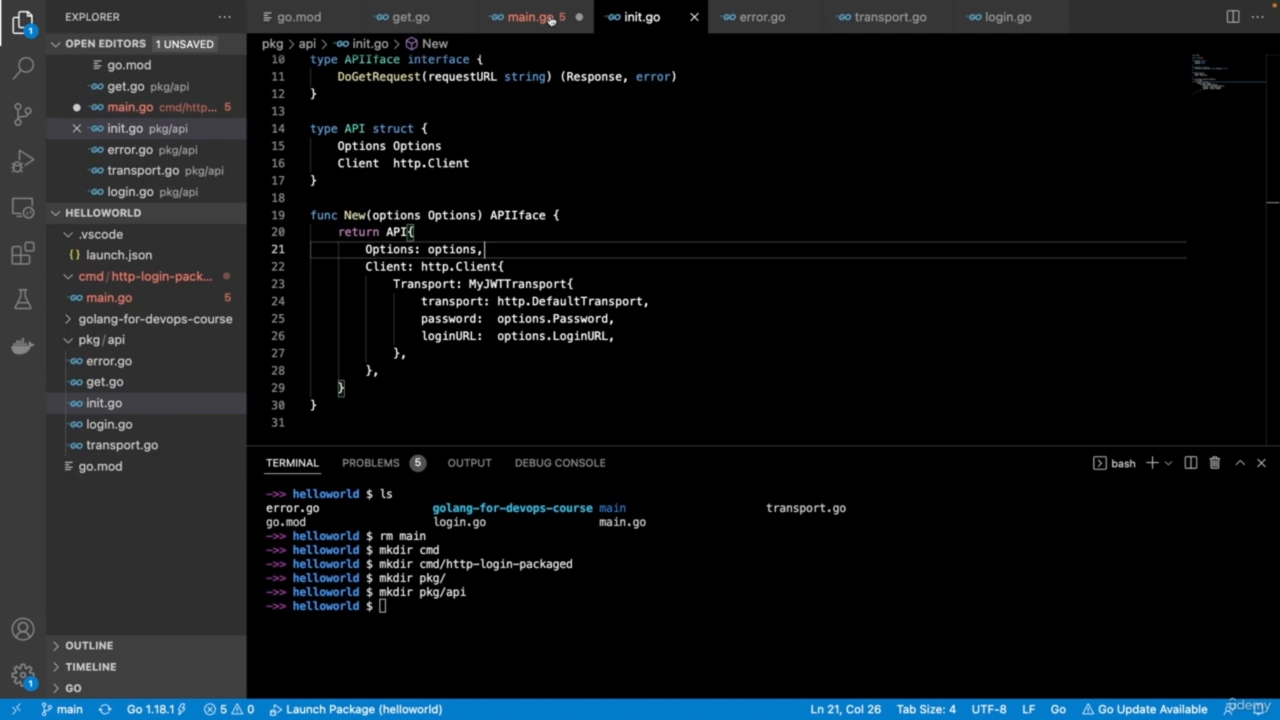 EXPLORER
go.mod
get.go
main.go 5
init.go
error.go
transport.go
login.go
OPEN EDITORS 1 UNSAVED
go.mod
get.go pkg/api
main.go cmd/http... 5
init.go pkg/api
error.go pkg/api
transport.go pkg/api
login.go pkg/api
HELLOWORLD
.vscode
launch.json
cmd/http-login-pack...
main.go 5
golang-for-devops-course
pkg/api
error.go
get.go
init.go
login.go
transport.go
go.mod
OUTLINE
TIMELINE
GO
pkg > api > init.go > New
10 type APIIface interface {
11 DoGetRequest(requestURL string) (Response, error)
12 }
13
14 type API struct {
15 Options Options
16 Client http.Client
17 }
18
19 func New(options Options) APIIface {
20 return API{
21 Options: options,
22 Client: http.Client{
23 Transport: MyJWTTransport{
24 transport: http.DefaultTransport,
25 password: options.Password,
26 loginURL: options.LoginURL,
27 },
28 },
29 }
30 }
31
TERMINAL PROBLEMS 5 OUTPUT DEBUG CONSOLE
bash
->> helloworld $ ls
error.go golang-for-devops-course main transport.go
go.mod login.go main.go
->> helloworld $ rm main
->> helloworld $ mkdir cmd
->> helloworld $ mkdir cmd/http-login-packaged
->> helloworld $ mkdir pkg/
->> helloworld $ mkdir pkg/api
->> helloworld $
1
1
main Go 1.18.1 5 0 Launch Package (helloworld) Ln 21, Col 26 Tab Size: 4 UTF-8 LF Go Go Update Available
udemy